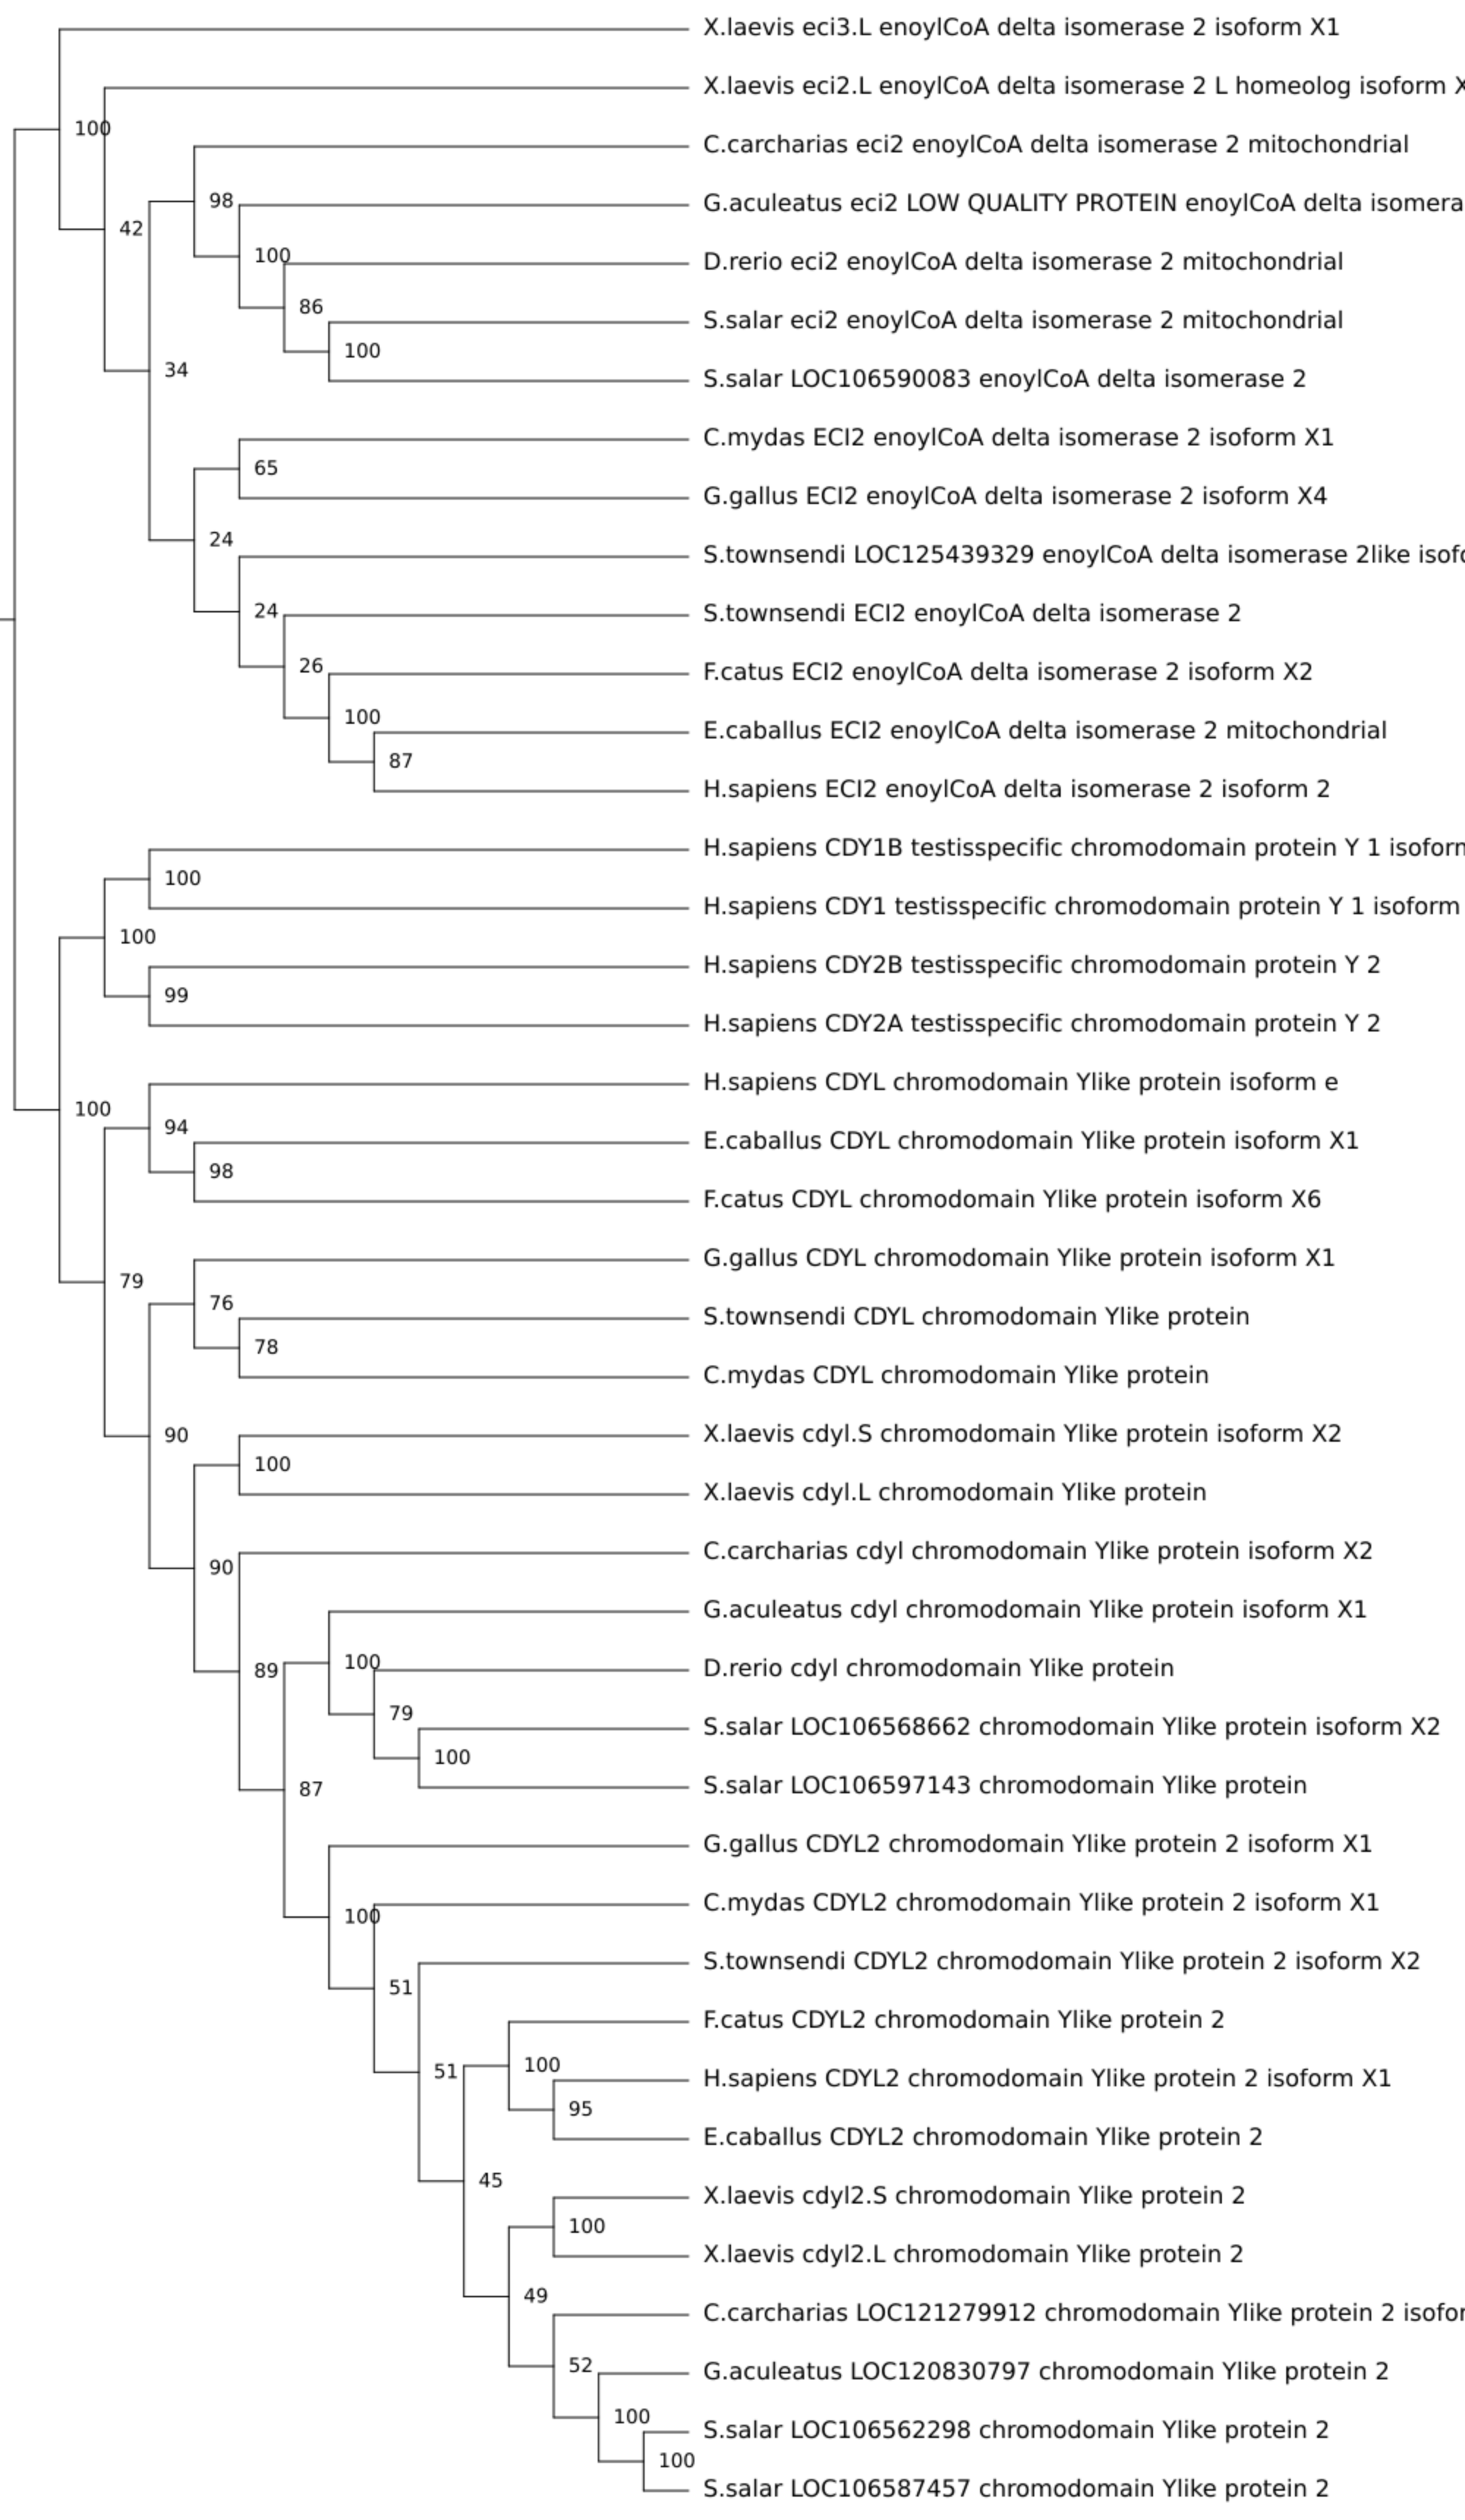 X.laevis eci3.L enoylCoA delta isomerase 2 isoform X1
X.laevis eci2.L enoylCoA delta isomerase 2 L homeolog isoform
100
C.carcharias eci2 enoylCoA delta isomerase 2 mitochondrial
98
G.aculeatus eci2 LOW QUALITY PROTEIN enoylCoA delta
42
100
D.rerio eci2 enoylCoA delta isomerase 2 mitochondrial
86
S.salar eci2 enoylCoA delta isomerase 2 mitochondrial
100
34
S.salar LOC106590083 enoylCoA delta isomerase 2
C.mydas ECI2 enoylCoA delta isomerase 2 isoform X1
65
G.gallus ECI2 enoylCoA delta isomerase 2 isoform X4
24
S.townsendi LOC125439329 enoylCoA delta isomerase 2like
24
S.townsendi ECI2 enoylCoA delta isomerase 2
26
F.catus ECI2 enoylCoA delta isomerase 2 isoform X2
100
E.caballus ECI2 enoylCoA delta isomerase 2 mitochondrial
87
H.sapiens ECI2 enoylCoA delta isomerase 2 isoform 2
H.sapiens CDY1B testisspecific chromodomain protein Y 1
100
H.sapiens CDY1 testisspecific chromodomain protein Y 1 isoform
100
H.sapiens CDY2B testisspecific chromodomain protein Y 2
99
H.sapiens CDY2A testisspecific chromodomain protein Y 2
H.sapiens CDYL chromodomain Ylike protein isoform e
100
94
E.caballus CDYL chromodomain Ylike protein isoform X1
98
F.catus CDYL chromodomain Ylike protein isoform X6
G.gallus CDYL chromodomain Ylike protein isoform X1
79
76
S.townsendi CDYL chromodomain Ylike protein
78
C.mydas CDYL chromodomain Ylike protein
X.laevis cdyl.S chromodomain Ylike protein isoform X2
90
100
X.laevis cdyl.L chromodomain Ylike protein
C.carcharias cdyl chromodomain Ylike protein isoform X2
90
G.aculeatus cdyl chromodomain Ylike protein isoform X1
100
89
D.rerio cdyl chromodomain Ylike protein
79
S.salar LOC106568662 chromodomain Ylike protein isoform X2
100
S.salar LOC106597143 chromodomain Ylike protein
87
G.gallus CDYL2 chromodomain Ylike protein 2 isoform X1
C.mydas CDYL2 chromodomain Ylike protein 2 isoform X1
100
S.townsendi CDYL2 chromodomain Ylike protein 2 isoform X2
51
F.catus CDYL2 chromodomain Ylike protein 2
100
51
H.sapiens CDYL2 chromodomain Ylike protein 2 isoform X1
95
E.caballus CDYL2 chromodomain Ylike protein 2
45
X.laevis cdyl2.S chromodomain Ylike protein 2
100
X.laevis cdyl2.L chromodomain Ylike protein 2
49
C.carcharias LOC121279912 chromodomain Ylike protein 2
52
G.aculeatus LOC120830797 chromodomain Ylike protein 2
100
S.salar LOC106562298 chromodomain Ylike protein 2
100
S.salar LOC106587457 chromodomain Ylike protein 2